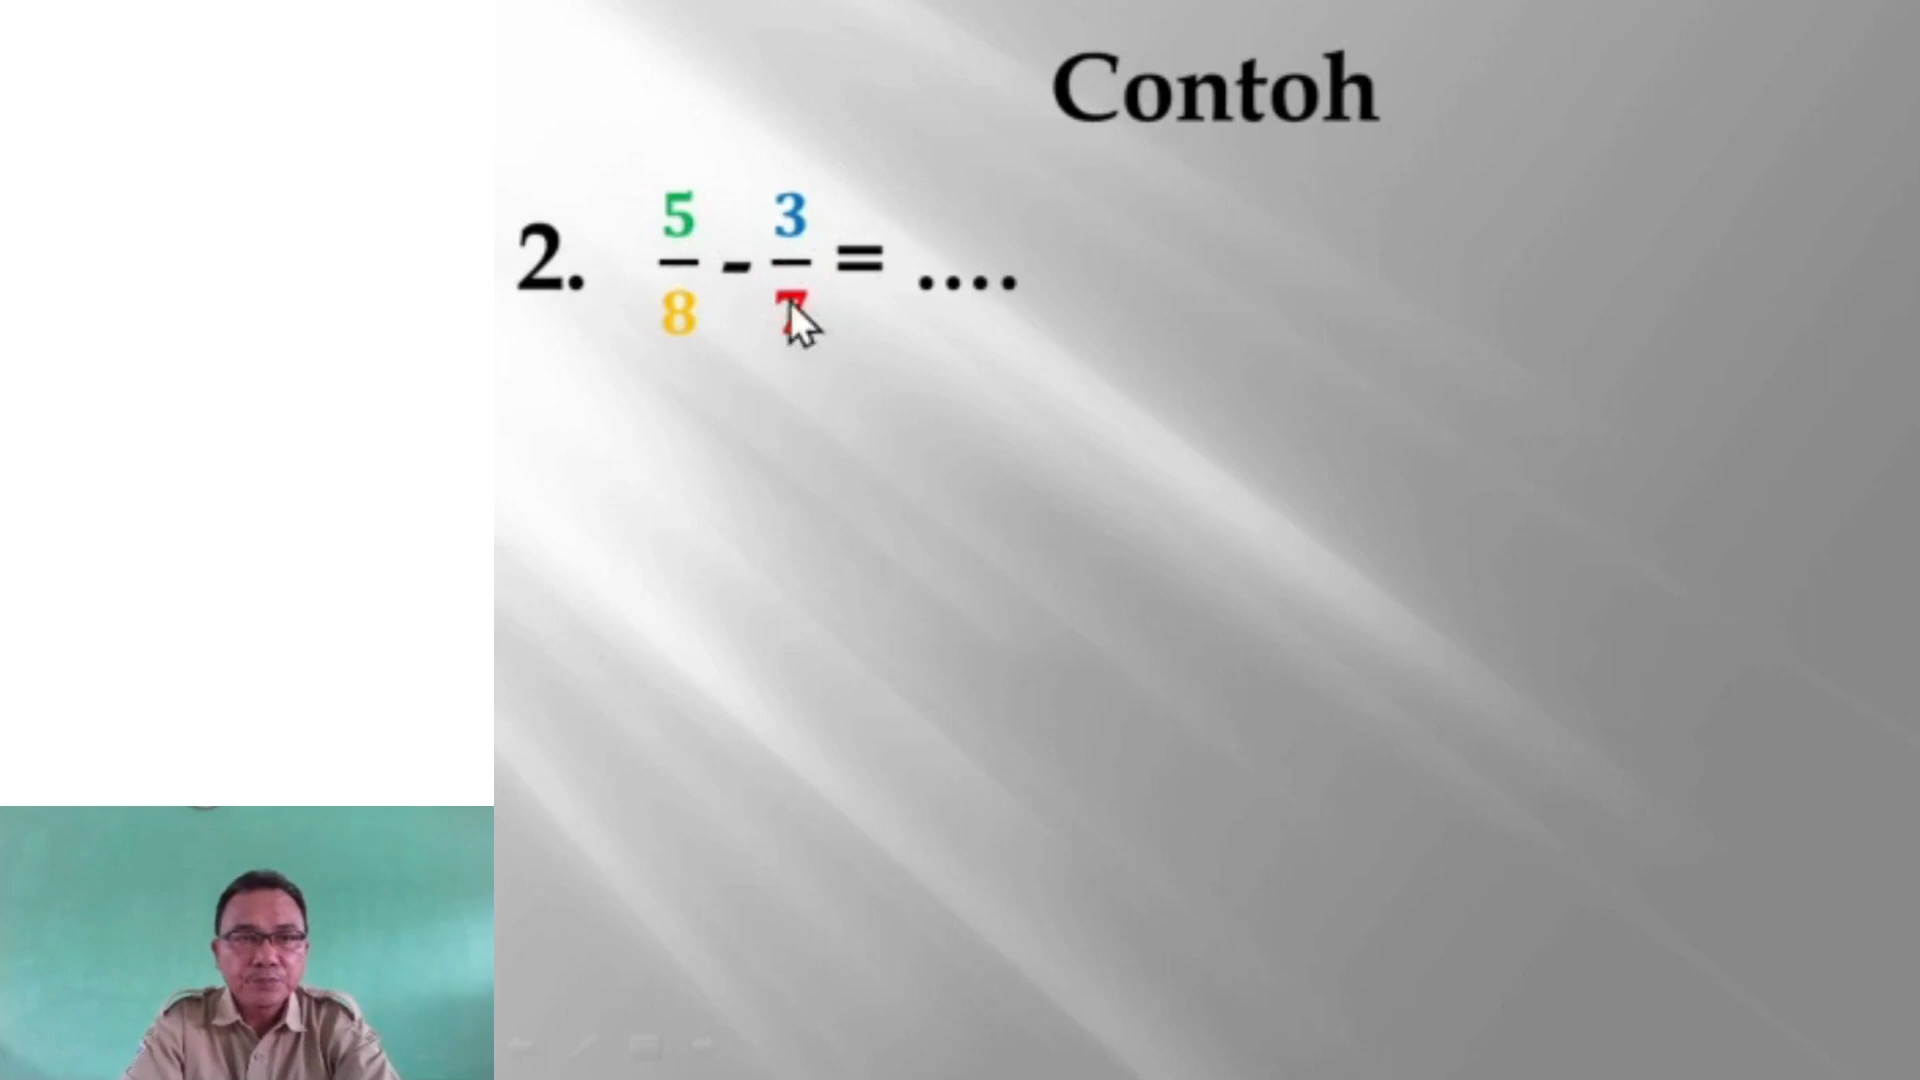 Contoh
2. 5/8 - 3/7 = ....